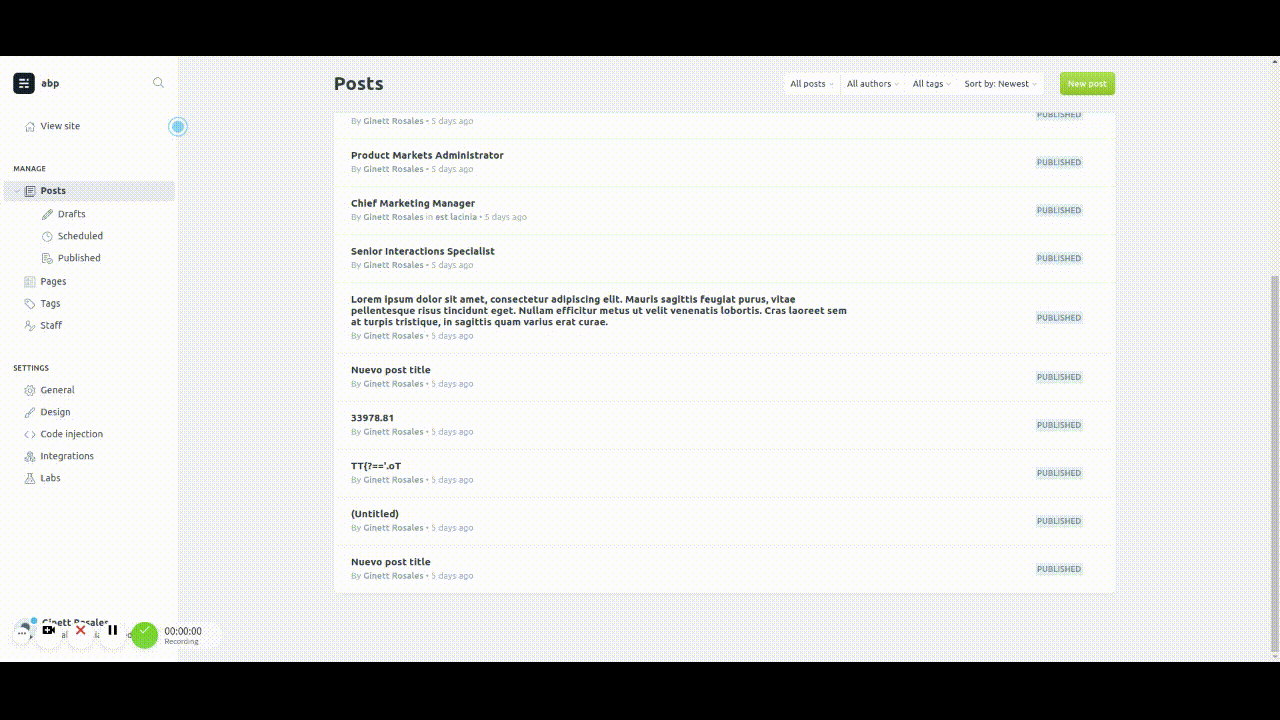 abp
View site
MANAGE
Posts
Drafts
Scheduled
Published
Pages
Tags
Staff
SETTINGS
General
Design
Code injection
Integrations
Labs
Ginett Rosales
00:00:00
Recording
Posts
All posts
All authors
All tags
Sort by: Newest
New post
By Ginett Rosales • 5 days ago
PUBLISHED
Product Markets Administrator
By Ginett Rosales • 5 days ago
PUBLISHED
Chief Marketing Manager
By Ginett Rosales in est lacinia • 5 days ago
PUBLISHED
Senior Interactions Specialist
By Ginett Rosales • 5 days ago
PUBLISHED
Lorem ipsum dolor sit amet, consectetur adipiscing elit. Mauris sagittis feugiat purus, vitae
pellentesque risus tincidunt eget. Nullam efficitur metus ut velit venenatis lobortis. Cras laoreet sem
at turpis tristique, in sagittis quam varius erat curae.
By Ginett Rosales • 5 days ago
PUBLISHED
Nuevo post title
By Ginett Rosales • 5 days ago
PUBLISHED
33978.81
By Ginett Rosales • 5 days ago
PUBLISHED
TT{?=='.oT
By Ginett Rosales • 5 days ago
PUBLISHED
(Untitled)
By Ginett Rosales • 5 days ago
PUBLISHED
Nuevo post title
By Ginett Rosales • 5 days ago
PUBLISHED